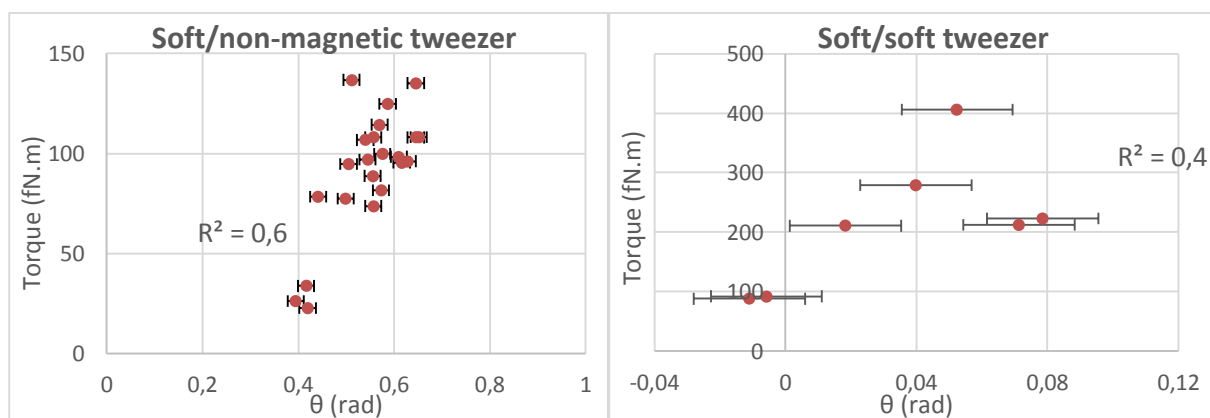 Soft/non-magnetic tweezer
Torque (fN.m)
150
100
50
0
R² = 0,6
0 0,2 0,4 0,6 0,8 1
θ (rad)
Soft/soft tweezer
Torque (fN.m)
500
400
300
200
100
0
R² = 0,4
-0,04 0 0,04 0,08 0,12
θ (rad)